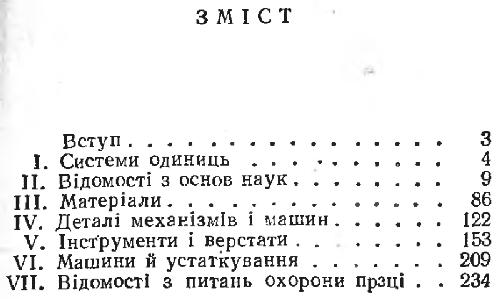 ЗМІСТ
Вступ . . . . . . . . . . . . . . . . . 3
I. Системи одиниць . . . . . . . . . . 4
II. Відомості з основ наук . . . . . . . . 9
III. Матеріали . . . . . . . . . . . . . . 86
IV. Деталі механізмів і машин . . . . . . 122
V. Інструменти і верстати . . . . . . . . 153
VI. Машини й устаткування . . . . . . . 209
VII. Відомості з питань охорони праці . . 234